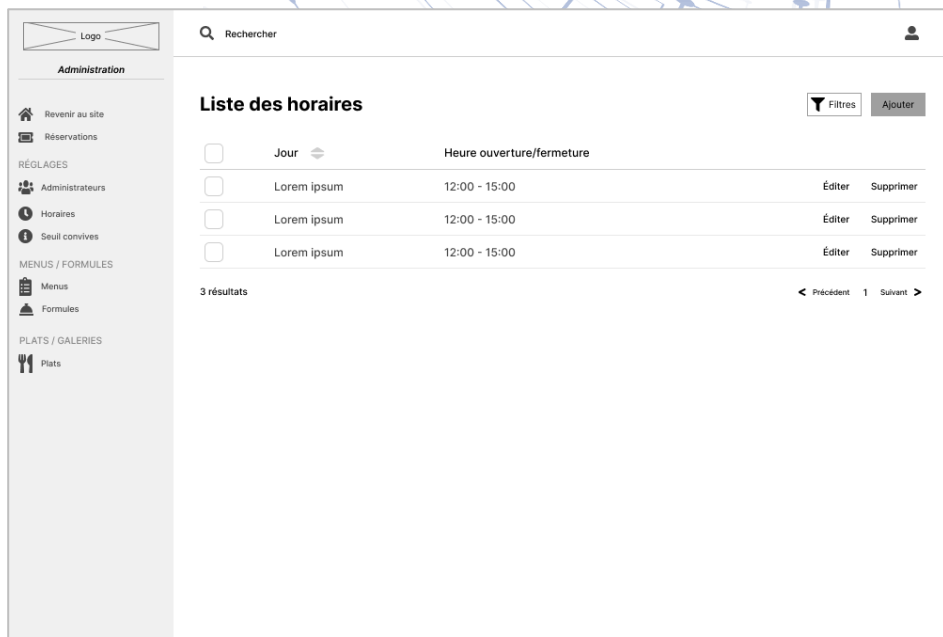 Logo
Rechercher
Administration
Revenir au site
Réservations
RÉGLAGES
Administrateurs
Horaires
Seuil convives
MENUS / FORMULES
Menus
Formules
PLATS / GALERIES
Plats
Liste des horaires
Filtres
Ajouter
Jour Heure ouverture/fermeture
Lorem ipsum 12:00 - 15:00 Éditer Supprimer
Lorem ipsum 12:00 - 15:00 Éditer Supprimer
Lorem ipsum 12:00 - 15:00 Éditer Supprimer
3 résultats < Précédent 1 Suivant >